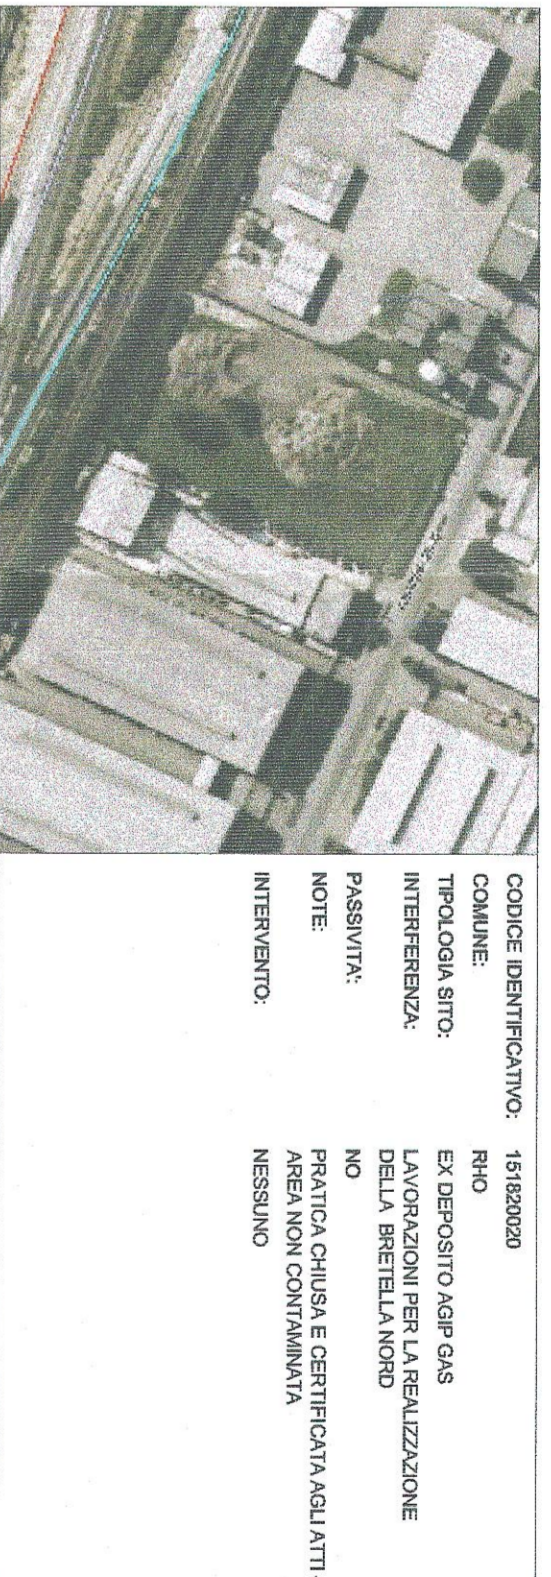 CODICE IDENTIFICATIVO: 151820020
COMUNE: RHO
TIPOLOGIA SITO: EX DEPOSITO AGIP GAS
INTERFERENZA: LAVORAZIONI PER LA REALIZZAZIONE
DELLA BRETELLA NORD
PASSIVITA': NO
NOTE: PRATICA CHIUSA E CERTIFICATA AGLI ATTI -
AREA NON CONTAMINATA
INTERVENTO: NESSUNO